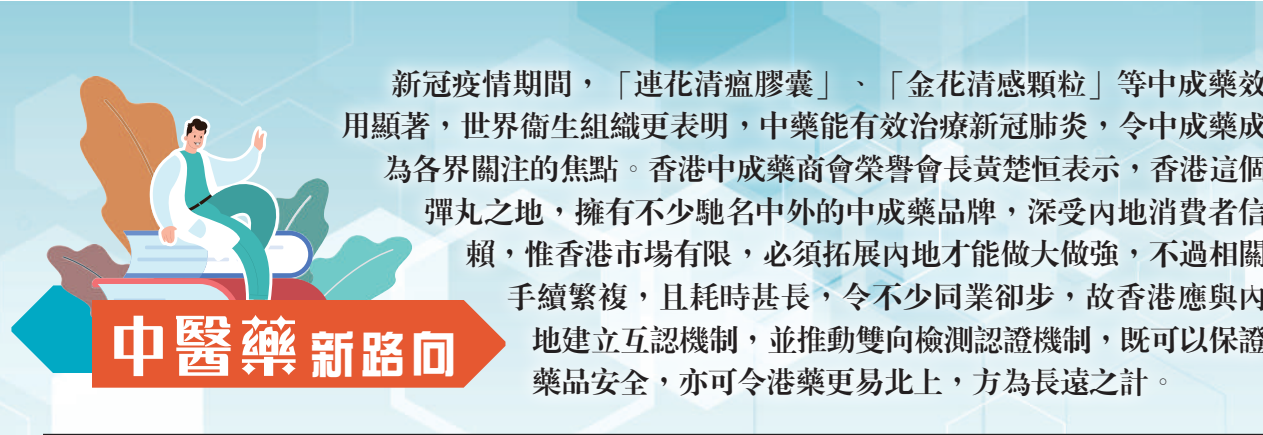 新冠疫情期間，「連花清瘟膠囊」、「金花清感顆粒」等中成藥效
用顯著，世界衞生組織更表明，中藥能有效治療新冠肺炎，令中成藥成
為各界關注的焦點。香港中成藥商會榮譽會長黃楚恒表示，香港這個
彈丸之地，擁有不少馳名中外的中成藥品牌，深受內地消費者信
賴，惟香港市場有限，必須拓展內地才能做大做強，不過相關
手續繁複，且耗時甚長，令不少同業卻步，故香港應與內
地建立互認機制，並推動雙向檢測認證機制，既可以保證
藥品安全，亦可令港藥更易北上，方為長遠之計。
中醫藥新路向